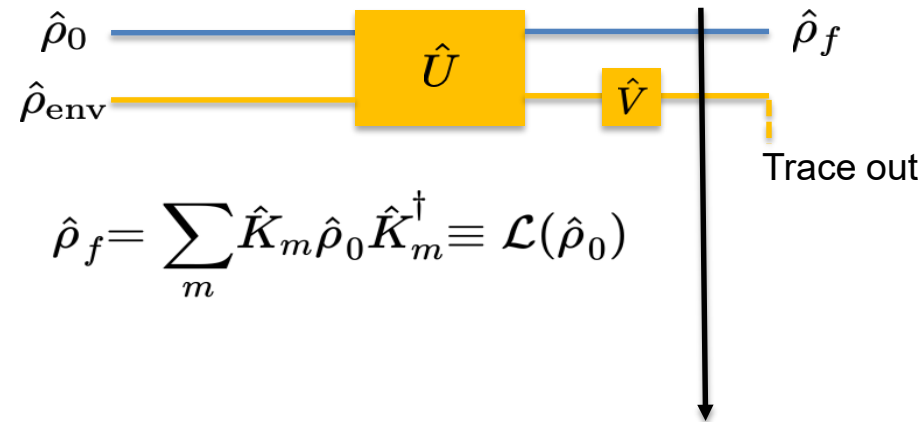 ρ̂₀ Û ρ̂_f
ρ̂_env V̂
Trace out
ρ̂_f = ∑_m K̂_m ρ̂₀ K̂_m^† ≡ ℒ(ρ̂₀)